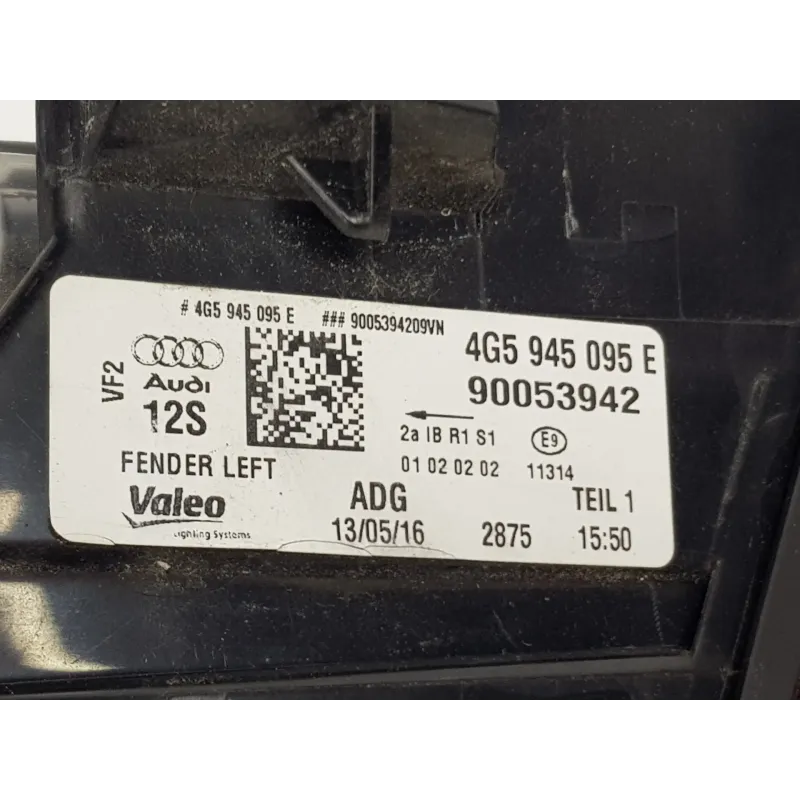 # 4G5 945 095 E ### 9005394209VN
VF2
Audi
12S
FENDER LEFT
Valeo
Lighting Systems
4G5 945 095 E
90053942
2a IB R1 S1 E9
01 02 02 02 11314
ADG TEIL 1
13/05/16 2875 15:50